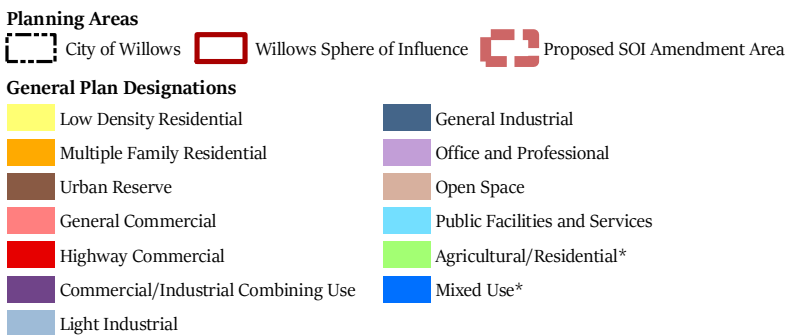 Planning Areas
City of Willows Willows Sphere of Influence Proposed SOI Amendment Area
General Plan Designations
Low Density Residential General Industrial
Multiple Family Residential Office and Professional
Urban Reserve Open Space
General Commercial Public Facilities and Services
Highway Commercial Agricultural/Residential*
Commercial/Industrial Combining Use Mixed Use*
Light Industrial